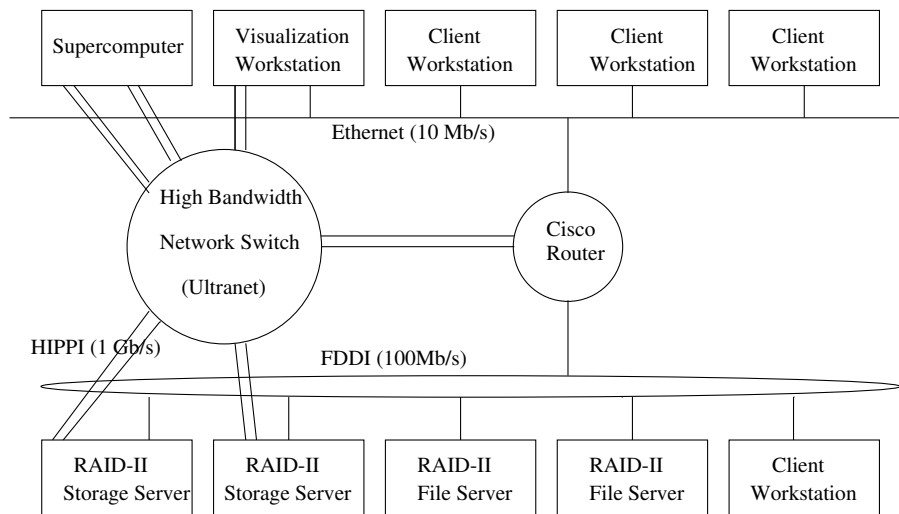 Supercomputer
Visualization
Workstation
Client
Workstation
Client
Workstation
Client
Workstation
Ethernet (10 Mb/s)
High Bandwidth
Network Switch
(Ultranet)
Cisco
Router
HIPPI (1 Gb/s)
FDDI (100Mb/s)
RAID-II
Storage Server
RAID-II
Storage Server
RAID-II
File Server
RAID-II
File Server
Client
Workstation